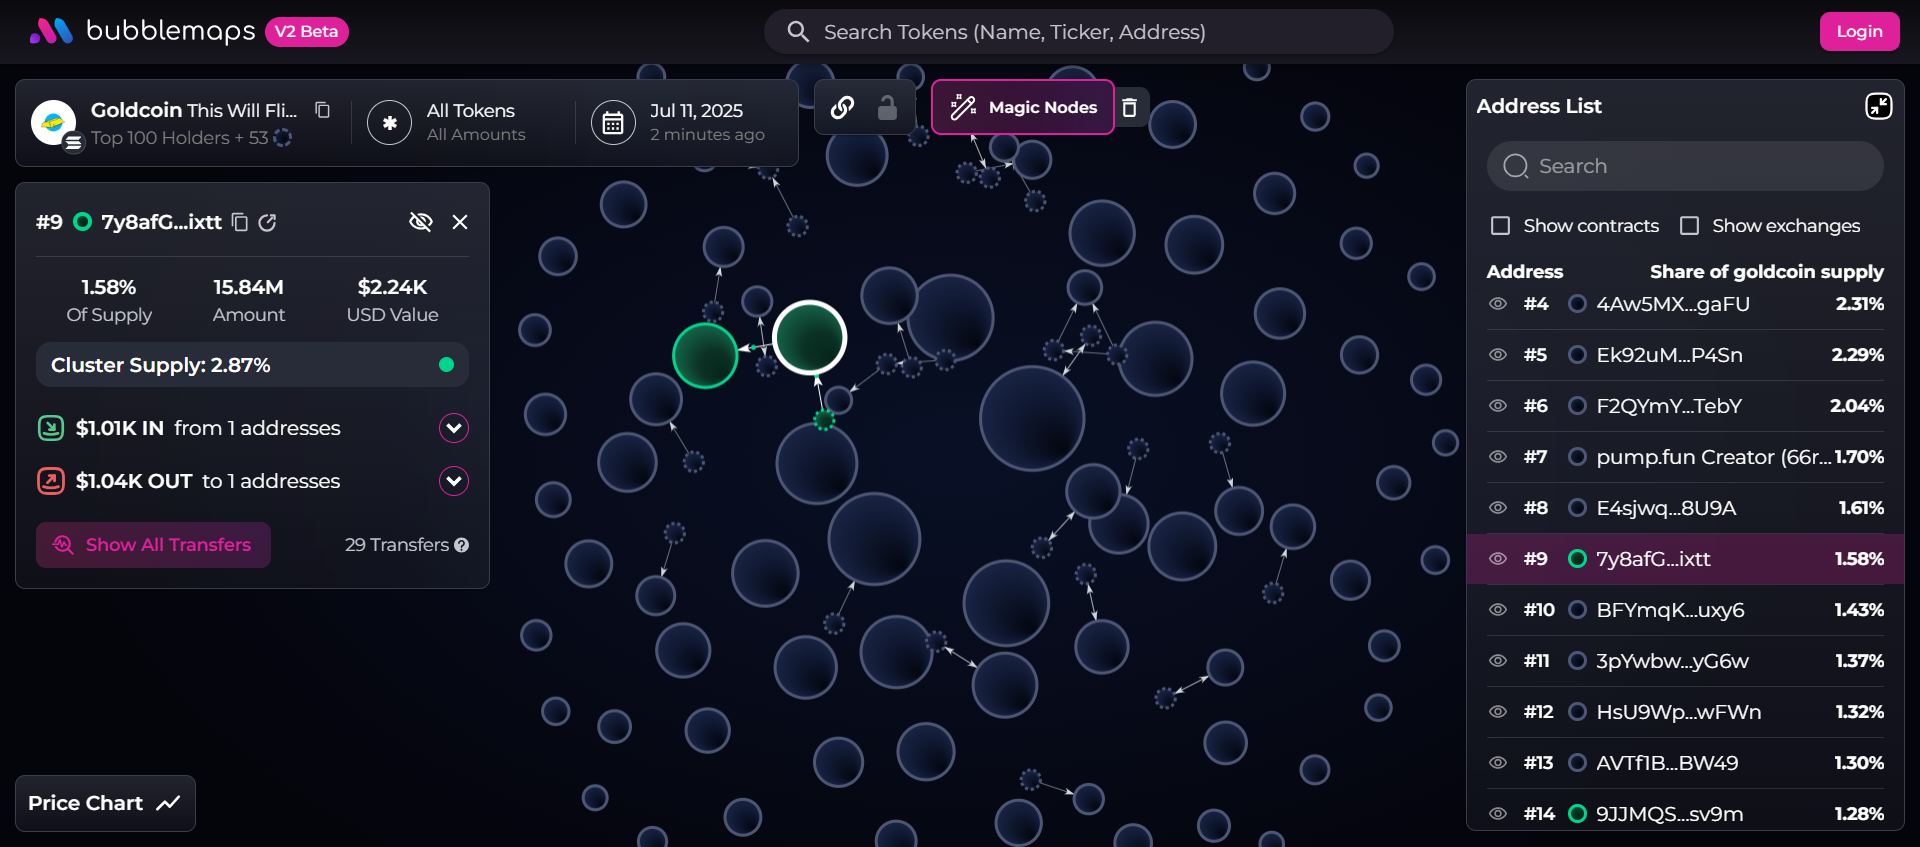 bubblemaps V2 Beta
Search Tokens (Name, Ticker, Address)
Login
Goldcoin This Will Fli...
Top 100 Holders + 53
All Tokens
All Amounts
Jul 11, 2025
2 minutes ago
Magic Nodes
#9 7y8afG...ixtt
1.58% 15.84M $2.24K
Of Supply Amount USD Value
Cluster Supply: 2.87%
$1.01K IN from 1 addresses
$1.04K OUT to 1 addresses
Show All Transfers 29 Transfers ?
Price Chart
Address List
Search
Show contracts Show exchanges
Address Share of goldcoin supply
#4 4Aw5MX...gaFU 2.31%
#5 Ek92uM...P4Sn 2.29%
#6 F2QYmY...TebY 2.04%
#7 pump.fun Creator (66r... 1.70%
#8 E4sjwq...8U9A 1.61%
#9 7y8afG...ixtt 1.58%
#10 BFYmqK...uxy6 1.43%
#11 3pYwbw...yG6w 1.37%
#12 HsU9Wp...wFWn 1.32%
#13 AVTf1B...BW49 1.30%
#14 9JJMQS...sv9m 1.28%